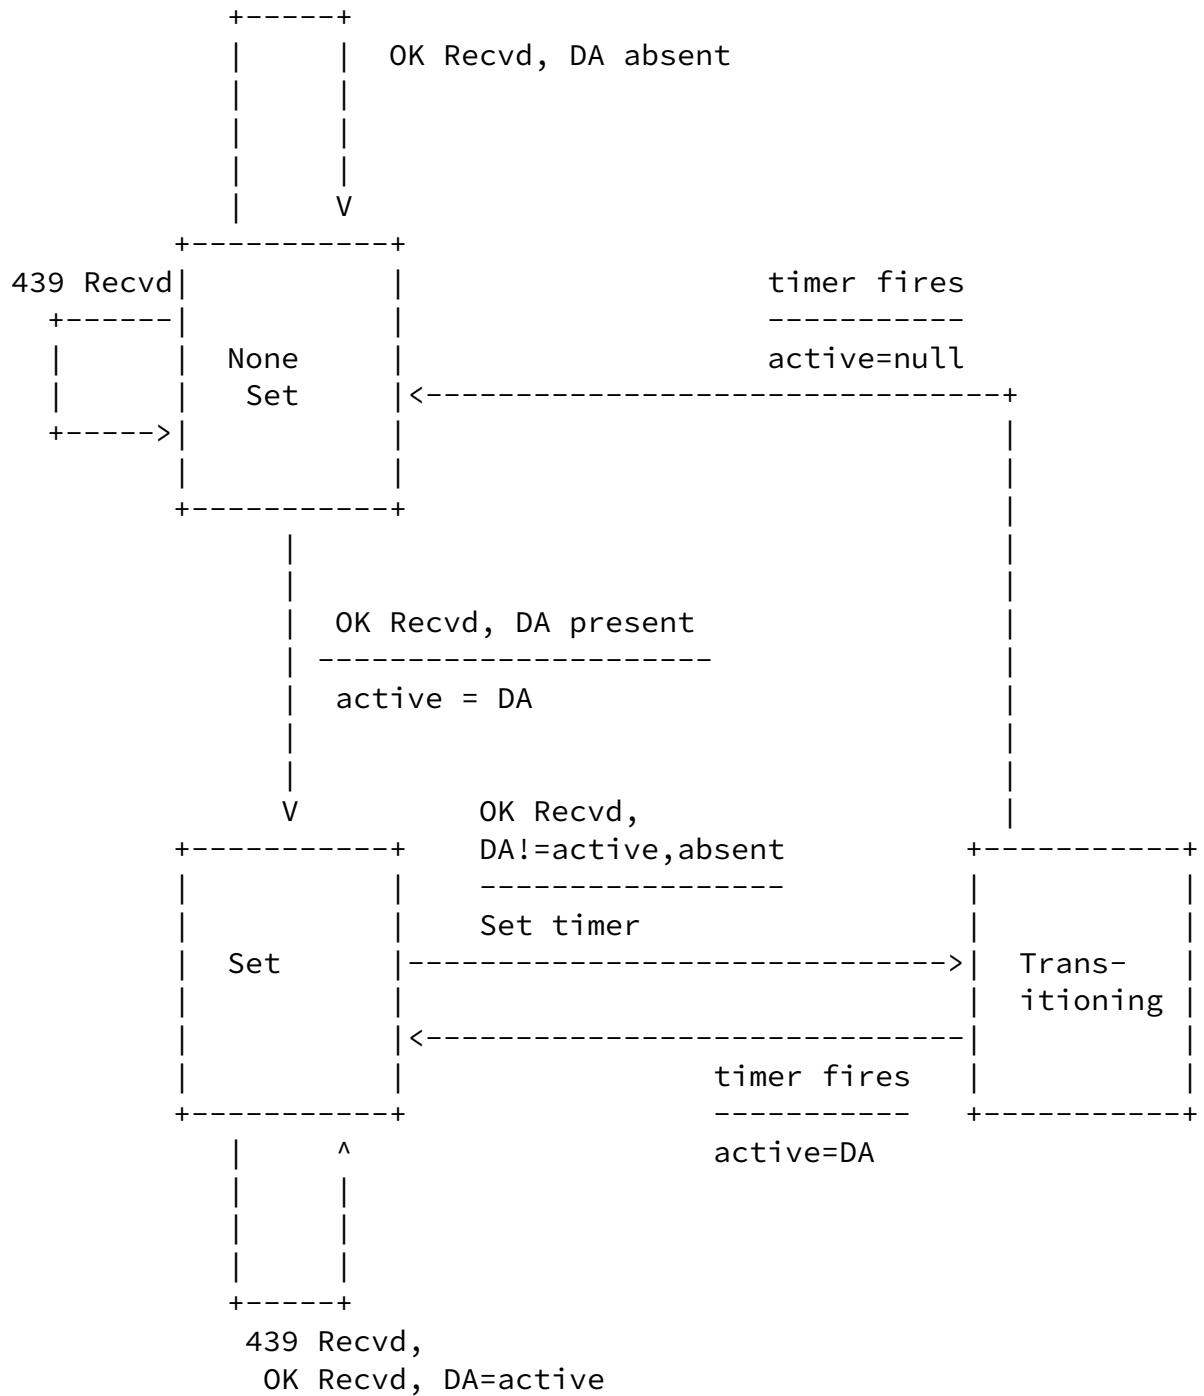 OK Recvd, DA absent
439 Recvd
timer fires
active=null
None
Set
OK Recvd, DA present
active = DA
OK Recvd,
DA!=active,absent
Set timer
Set
Trans-
itioning
timer fires
active=DA
439 Recvd,
OK Recvd, DA=active